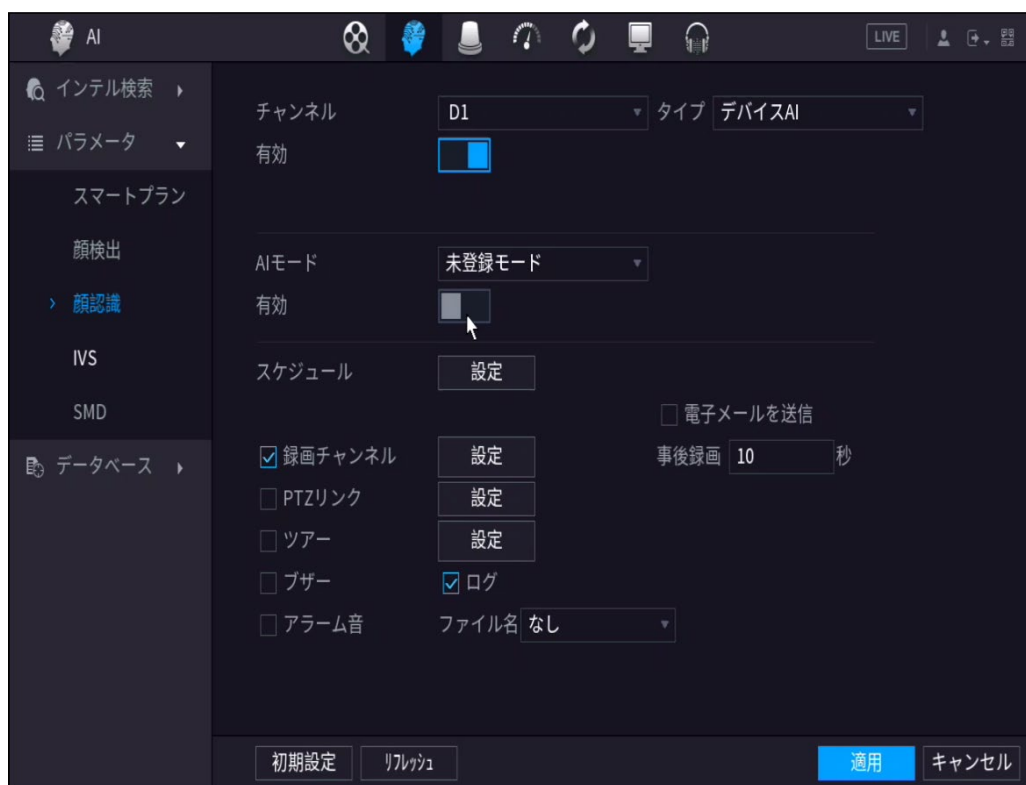 AI
LIVE
インテル検索
パラメータ
スマートプラン
顔検出
顔認識
IVS
SMD
データベース
チャンネル D1 タイプ デバイスAI
有効
AIモード 未登録モード
有効
スケジュール 設定
電子メールを送信
録画チャンネル 設定 事後録画 10 秒
PTZリンク 設定
ツアー 設定
ブザー ログ
アラーム音 ファイル名 なし
初期設定 リフレッシュ 適用 キャンセル